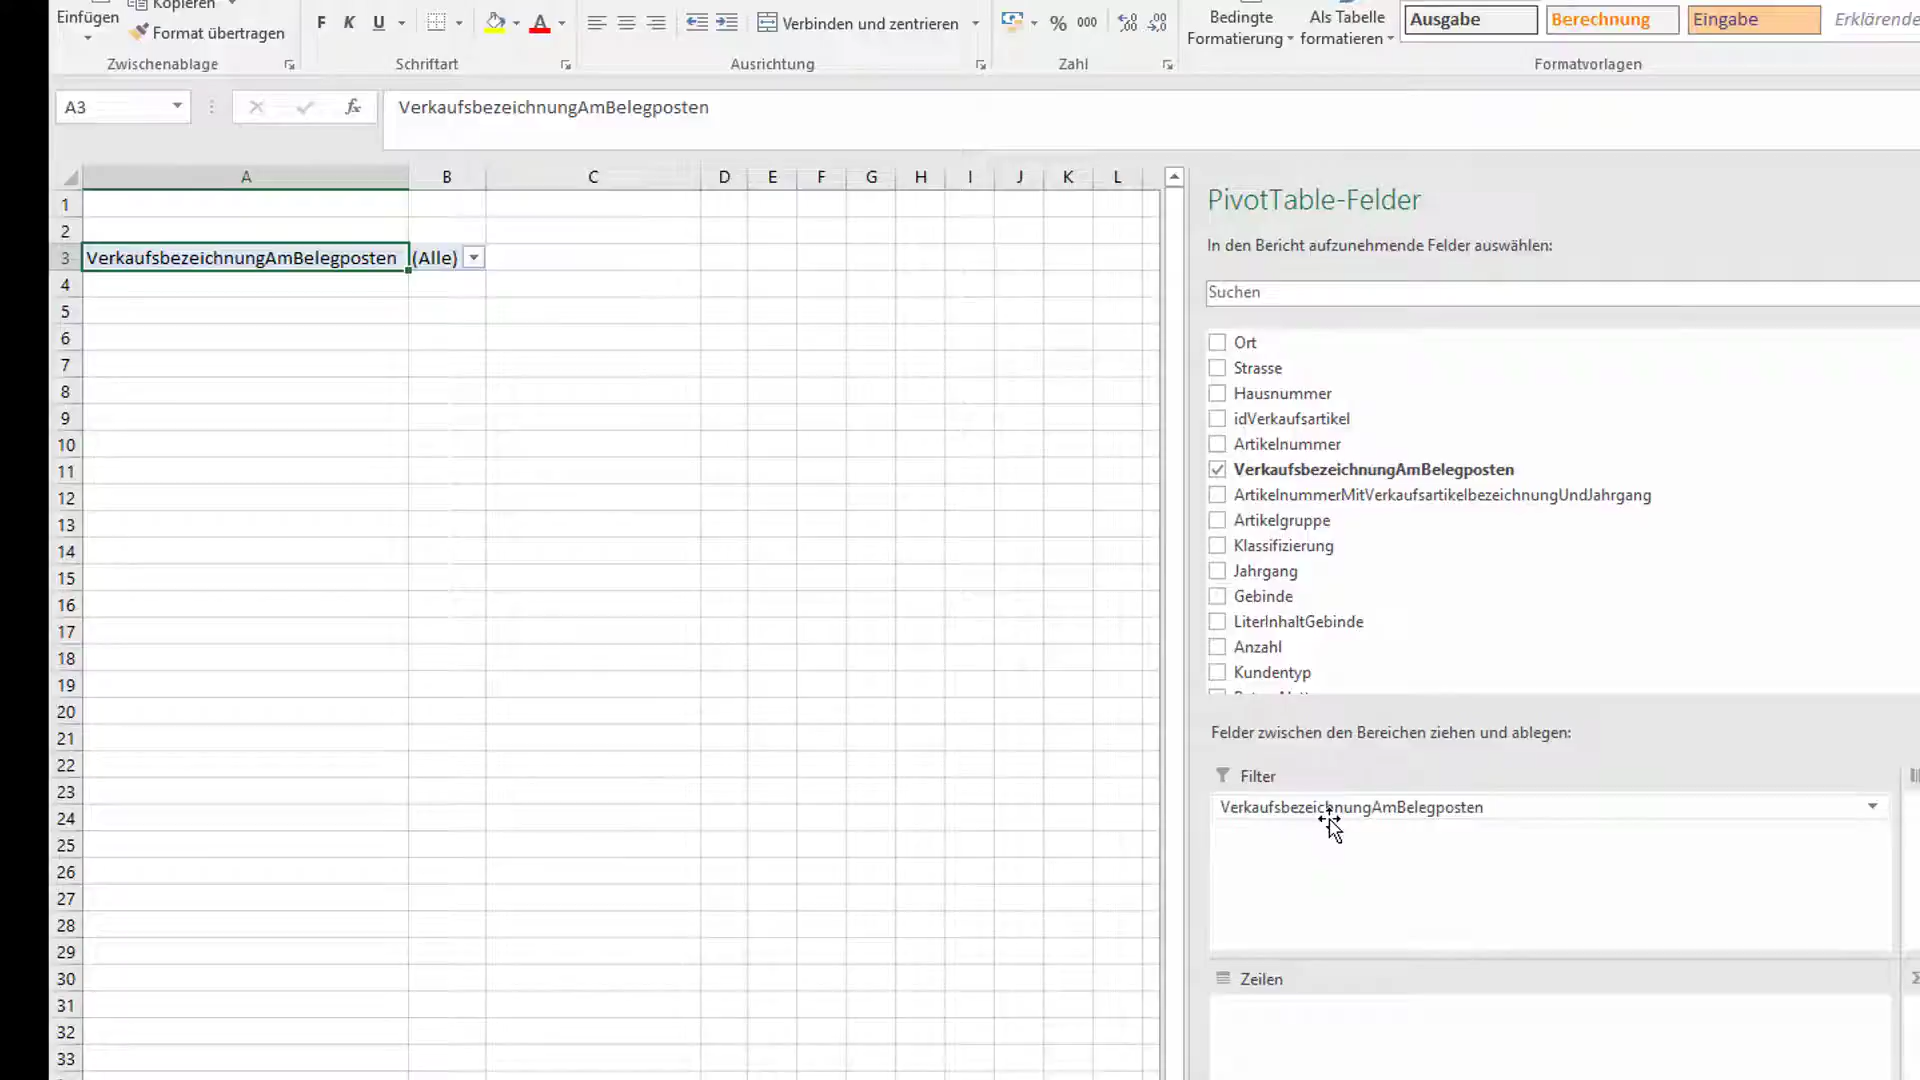 Einfügen
Kopieren
Format übertragen
Zwischenablage
F K U
A
Schriftart
Verbinden und zentrieren
Ausrichtung
% 000
Zahl
Bedingte
Formatierung
Als Tabelle
formatieren
Ausgabe
Berechnung
Eingabe
Erklärende
Formatvorlagen
A3
fx
VerkaufsbezeichnungAmBelegposten
A B C D E F G H I J K L
1
2
3 VerkaufsbezeichnungAmBelegposten (Alle)
4
5
6
7
8
9
10
11
12
13
14
15
16
17
18
19
20
21
22
23
24
25
26
27
28
29
30
31
32
33
PivotTable-Felder
In den Bericht aufzunehmende Felder auswählen:
Suchen
Ort
Strasse
Hausnummer
idVerkaufsartikel
Artikelnummer
VerkaufsbezeichnungAmBelegposten
ArtikelnummerMitVerkaufsartikelbezeichnungUndJahrgang
Artikelgruppe
Klassifizierung
Jahrgang
Gebinde
LiterInhaltGebinde
Anzahl
Kundentyp
Felder zwischen den Bereichen ziehen und ablegen:
Filter
VerkaufsbezeichnungAmBelegposten
Zeilen